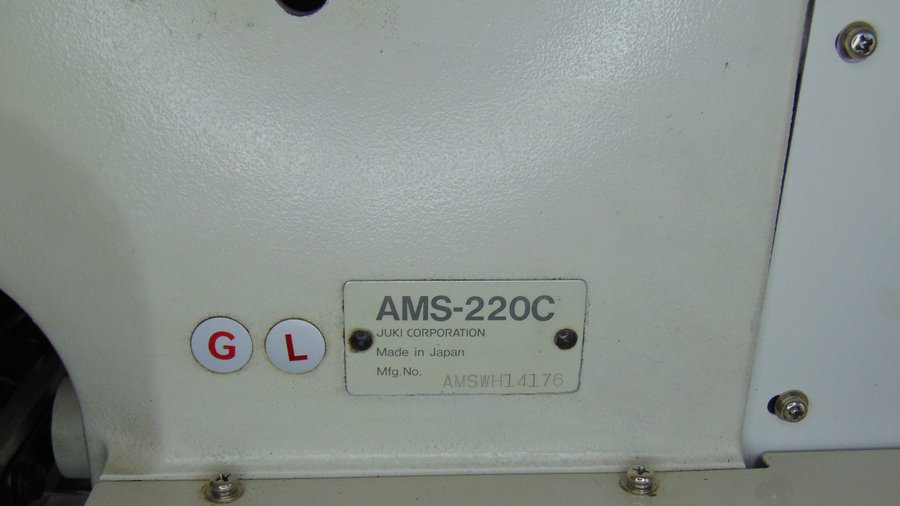 G L
AMS-220C
JUKI CORPORATION
Made in Japan
Mfg.No. AMSWH14176